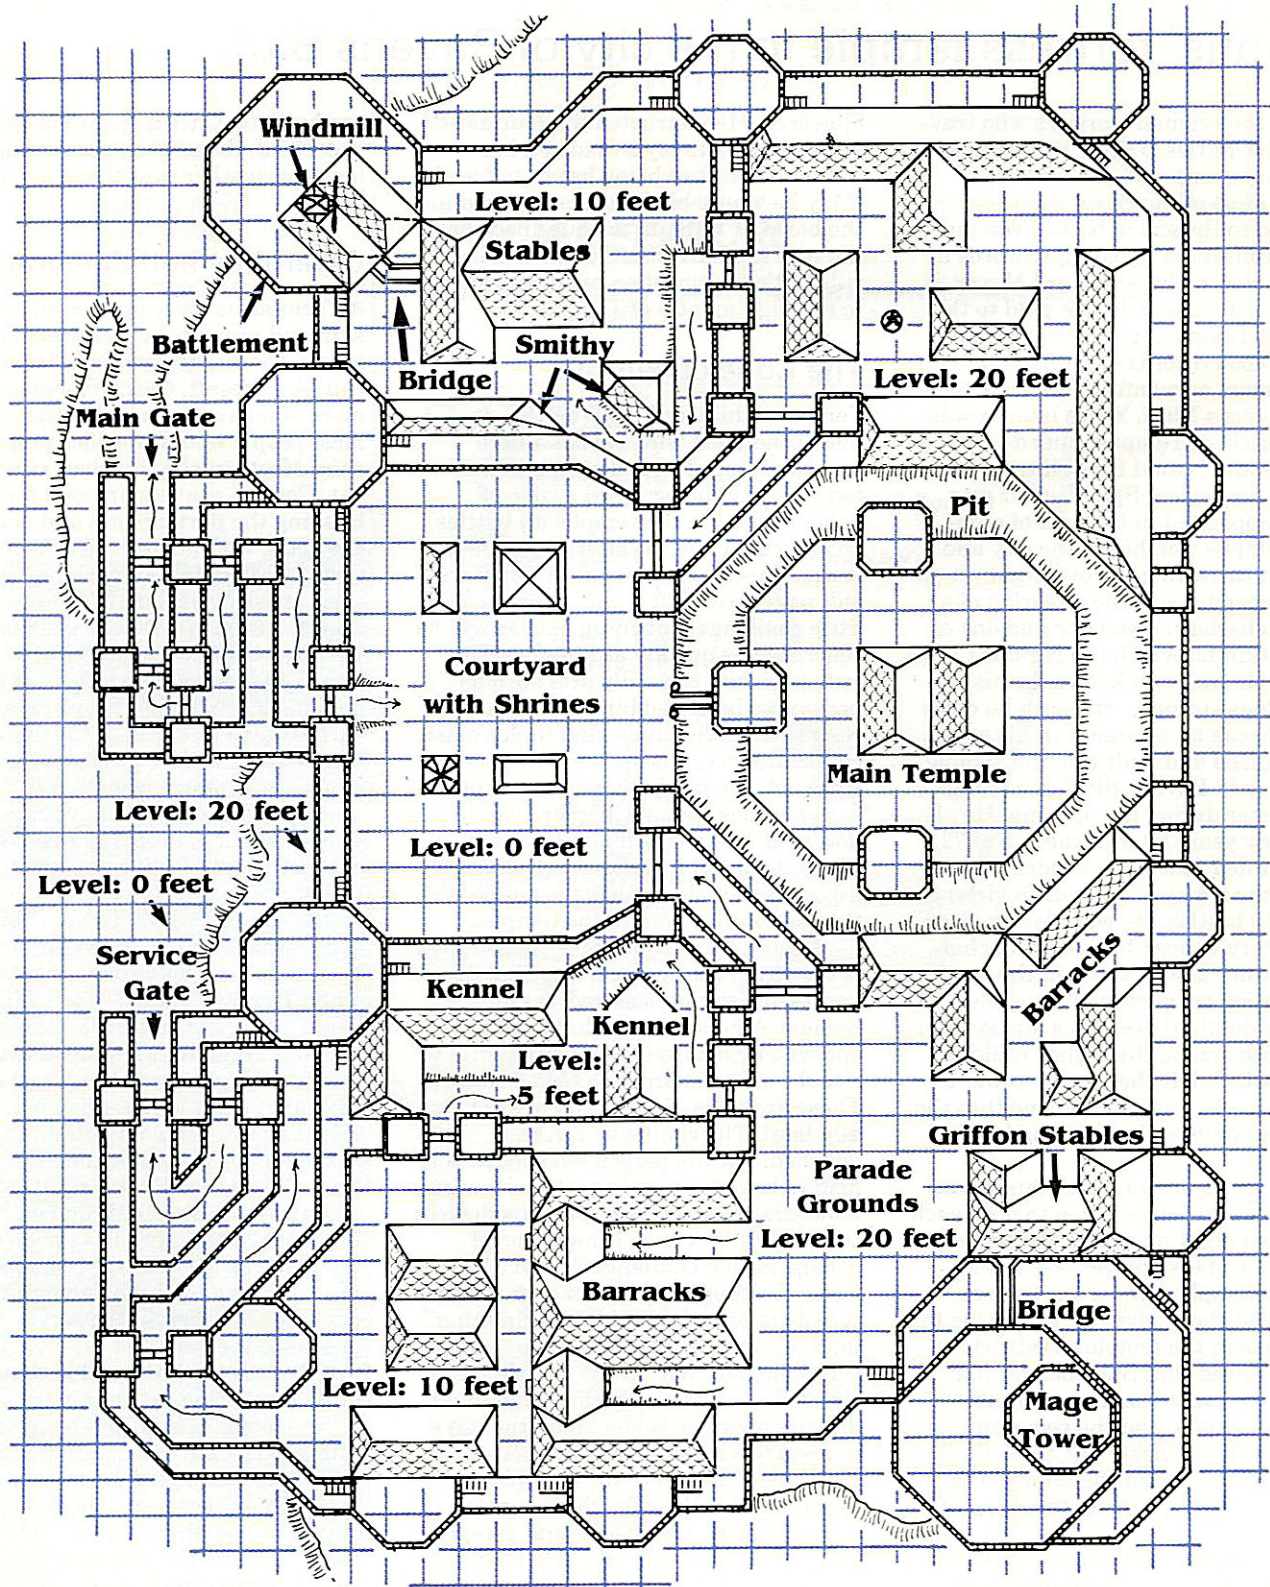 Windmill
Level: 10 feet
Stables
Battlement
Smithy
Bridge
Level: 20 feet
Main Gate
Pit
Courtyard
with Shrines
Main Temple
Level: 20 feet
Level: 0 feet
Level: 0 feet
Service
Gate
Kennel
Barracks
Kennel
Level:
5 feet
Griffon Stables
Parade
Grounds
Level: 20 feet
Barracks
Bridge
Level: 10 feet
Mage
Tower